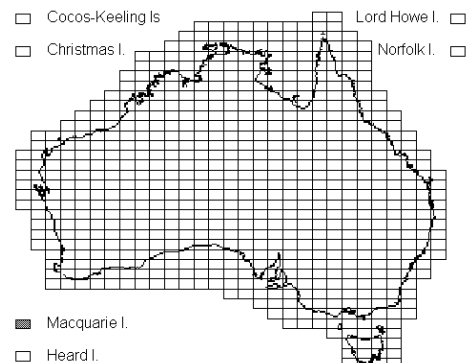 Cocos-Keeling Is
Lord Howe I.
Christmas I.
Norfolk I.
Macquarie I.
Heard I.